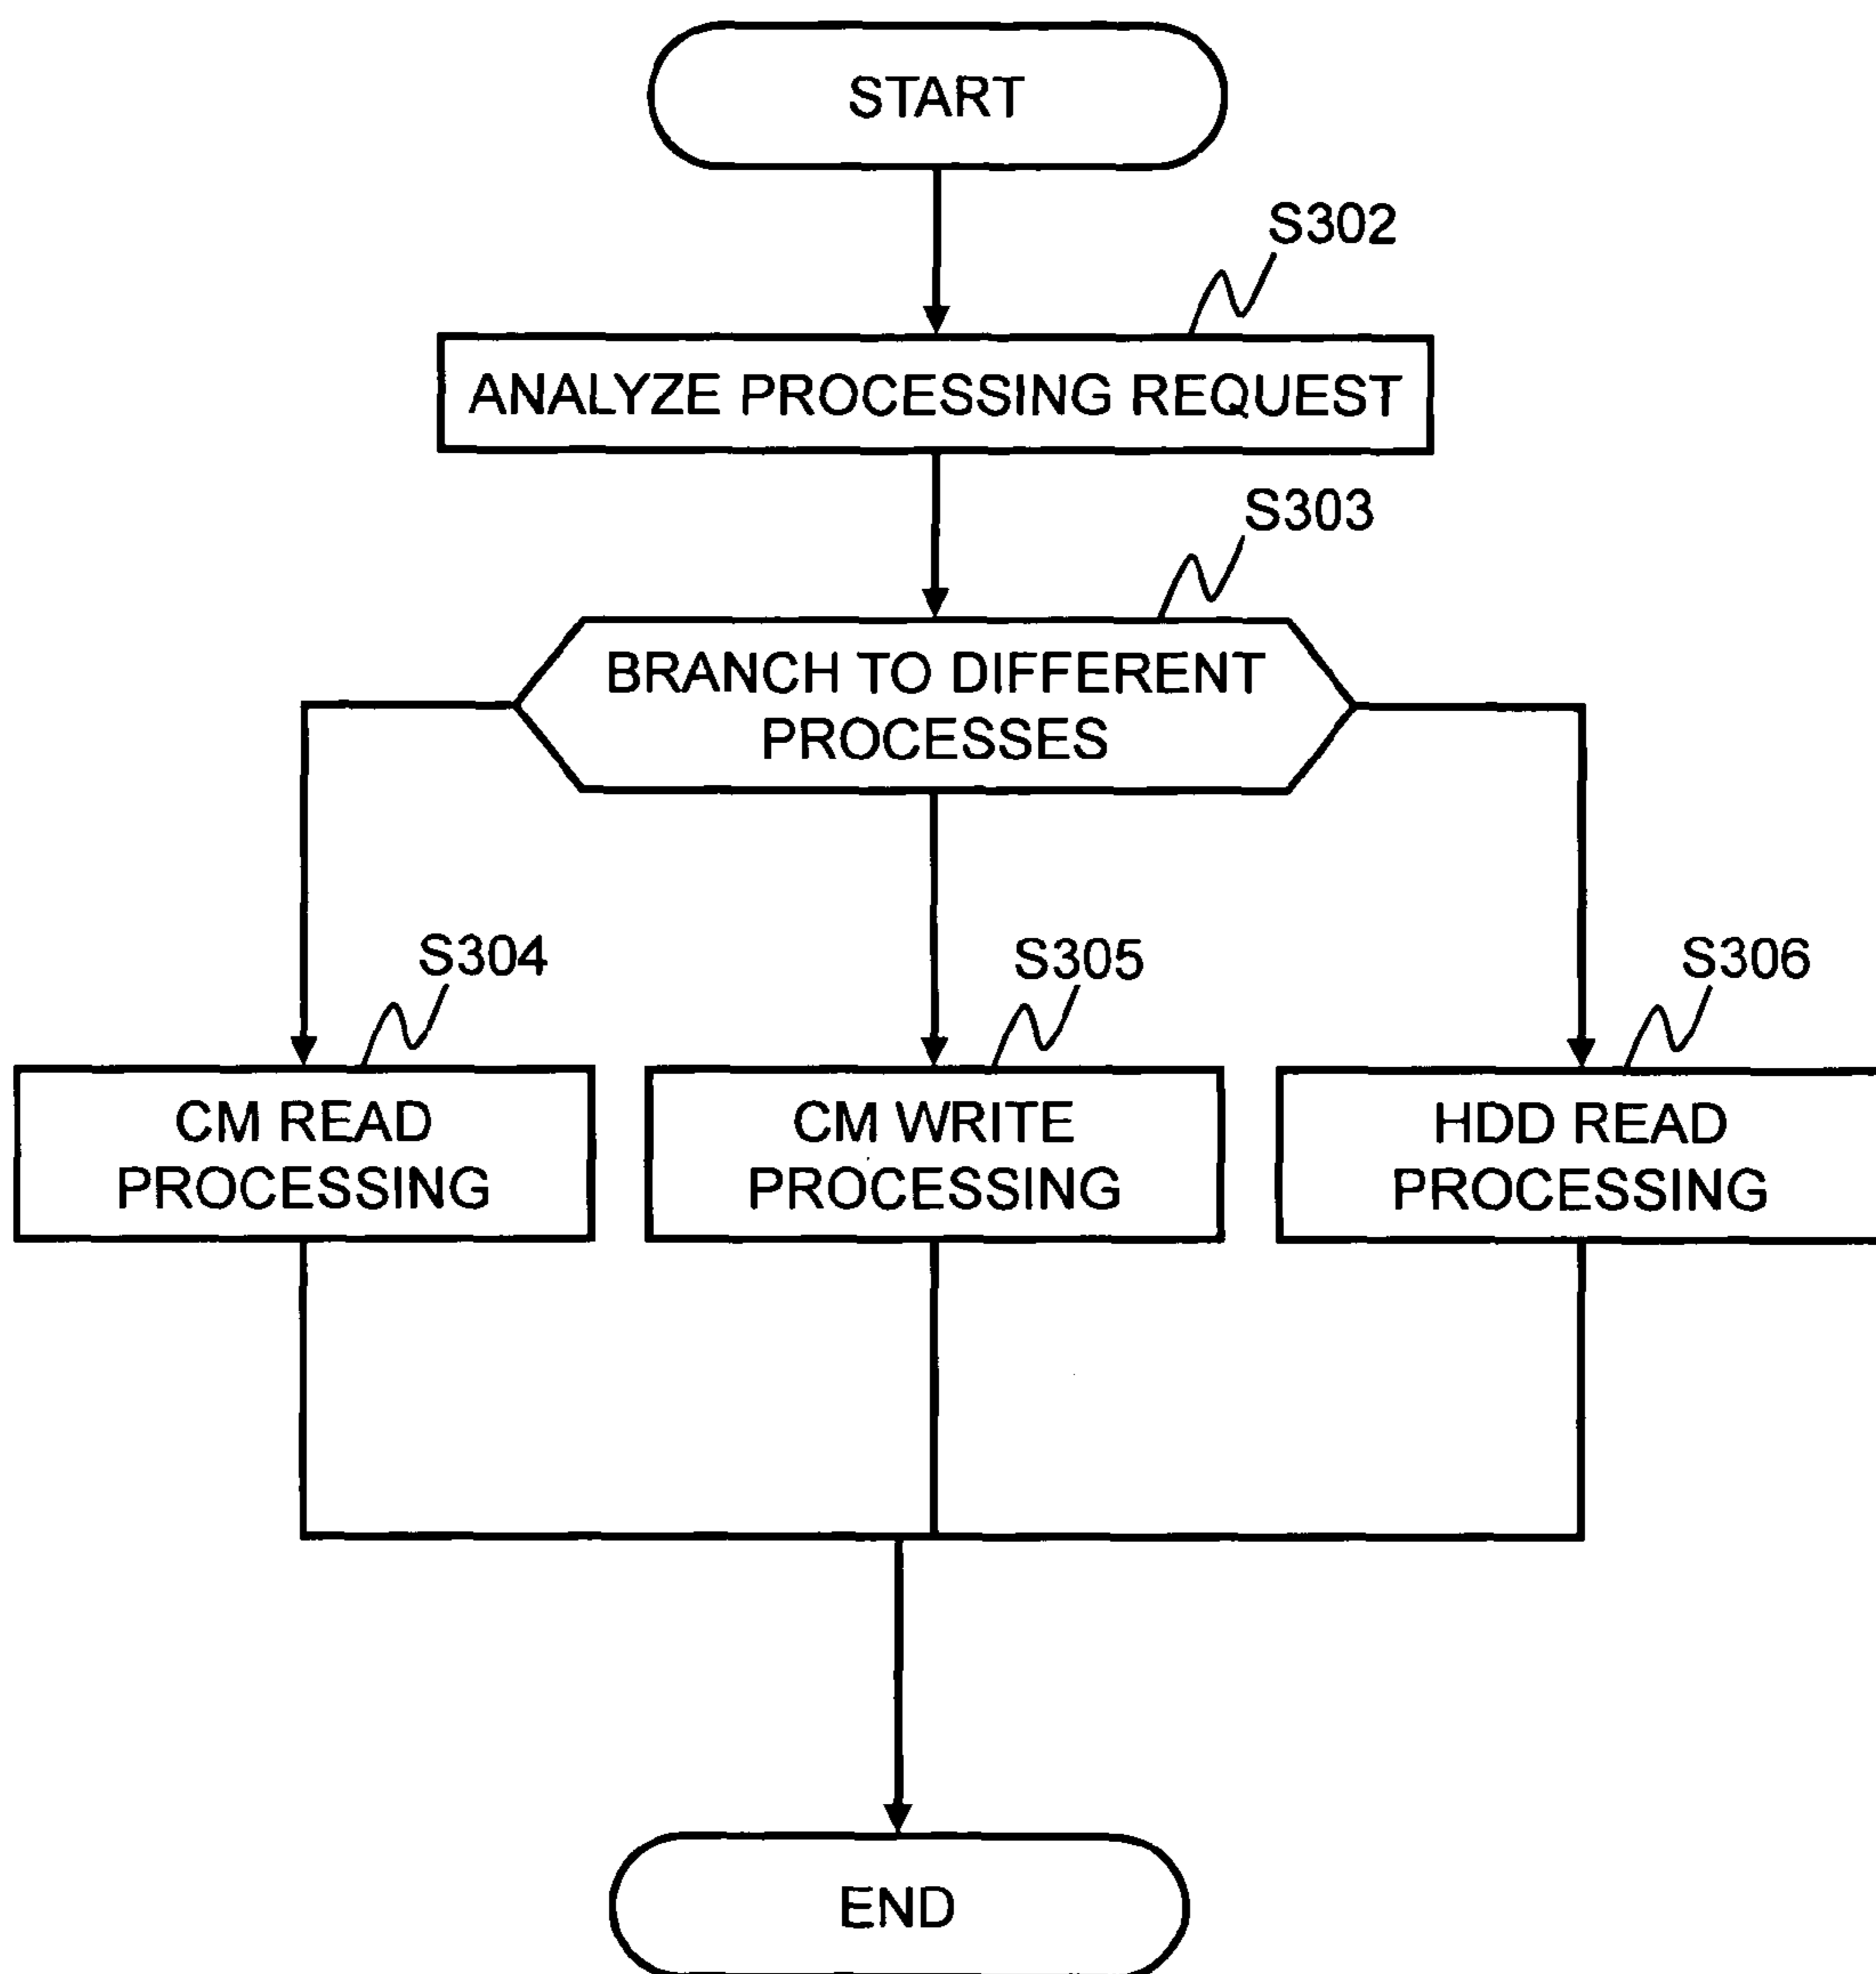 START
S302
ANALYZE PROCESSING REQUEST
S303
BRANCH TO DIFFERENT
PROCESSES
S304
S305
S306
CM READ
PROCESSING
CM WRITE
PROCESSING
HDD READ
PROCESSING
END